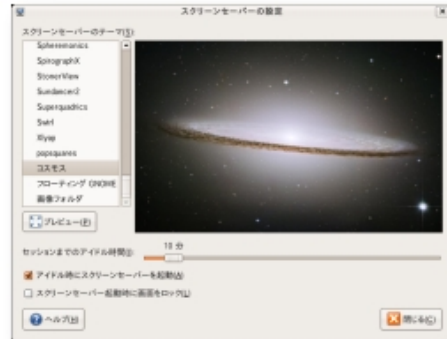 スクリーンセーバーの設定
スクリーンセーバーのテーマ(S):
Spheremonics
SpirographX
StonerView
Sundancer2
Superquadrics
Swirl
Xlyap
popsquares
コスモス
フローティング GNOME
画像フォルダ
プレビュー(P)
セッションまでのアイドル時間(I):
10 分
アイドル時にスクリーンセーバーを起動(A)
スクリーンセーバー起動時に画面をロック(L)
ヘルプ(H)
閉じる(C)